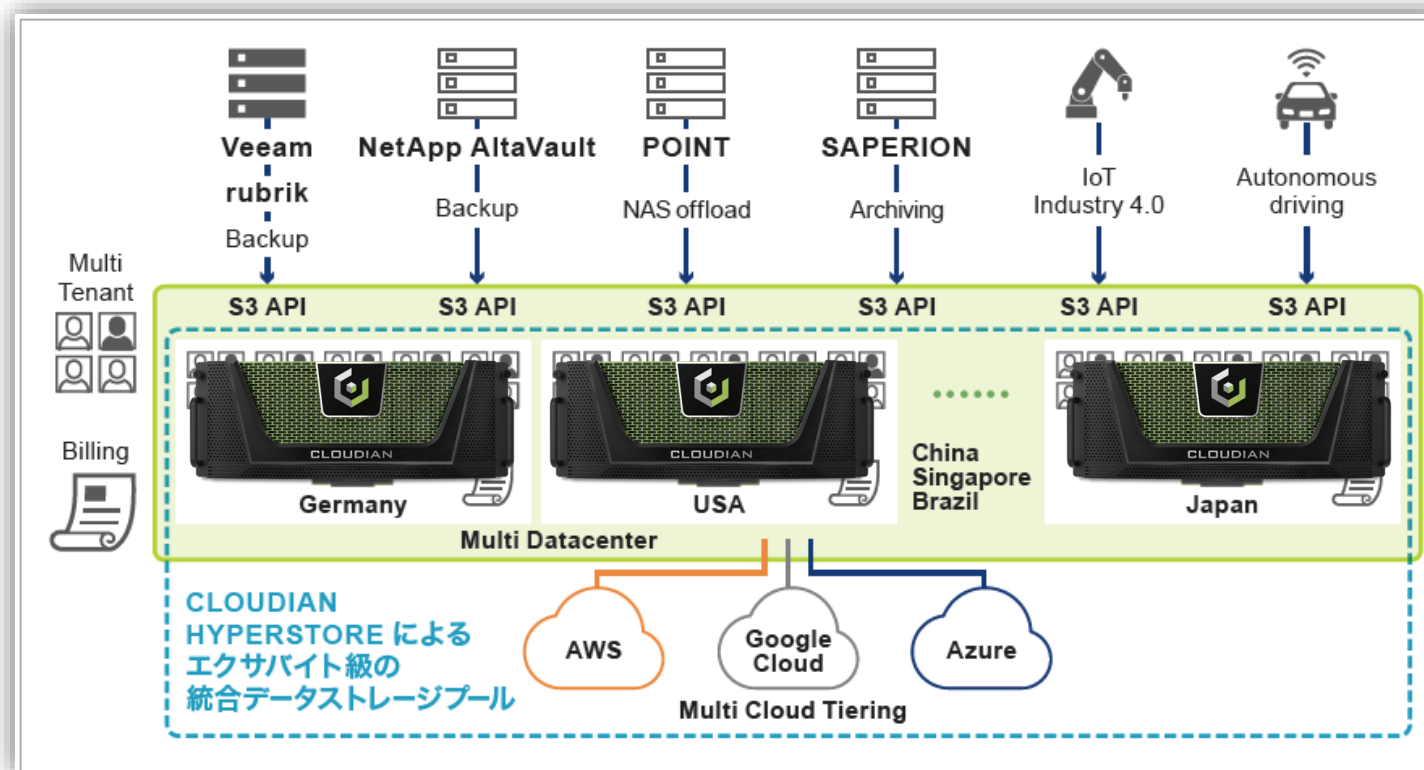 Veeam
rubrik
Backup
NetApp AltaVault
Backup
POINT
NAS offload
SAPERION
Archiving
IoT
Industry 4.0
Autonomous
driving
Multi
Tenant
Billing
S3 API
S3 API
S3 API
S3 API
S3 API
S3 API
CLOUDIAN
Germany
CLOUDIAN
USA
China
Singapore
Brazil
CLOUDIAN
Japan
Multi Datacenter
CLOUDIAN
HYPERSTORE による
エクサバイト級の
統合データストレージプール
AWS
Google
Cloud
Azure
Multi Cloud Tiering